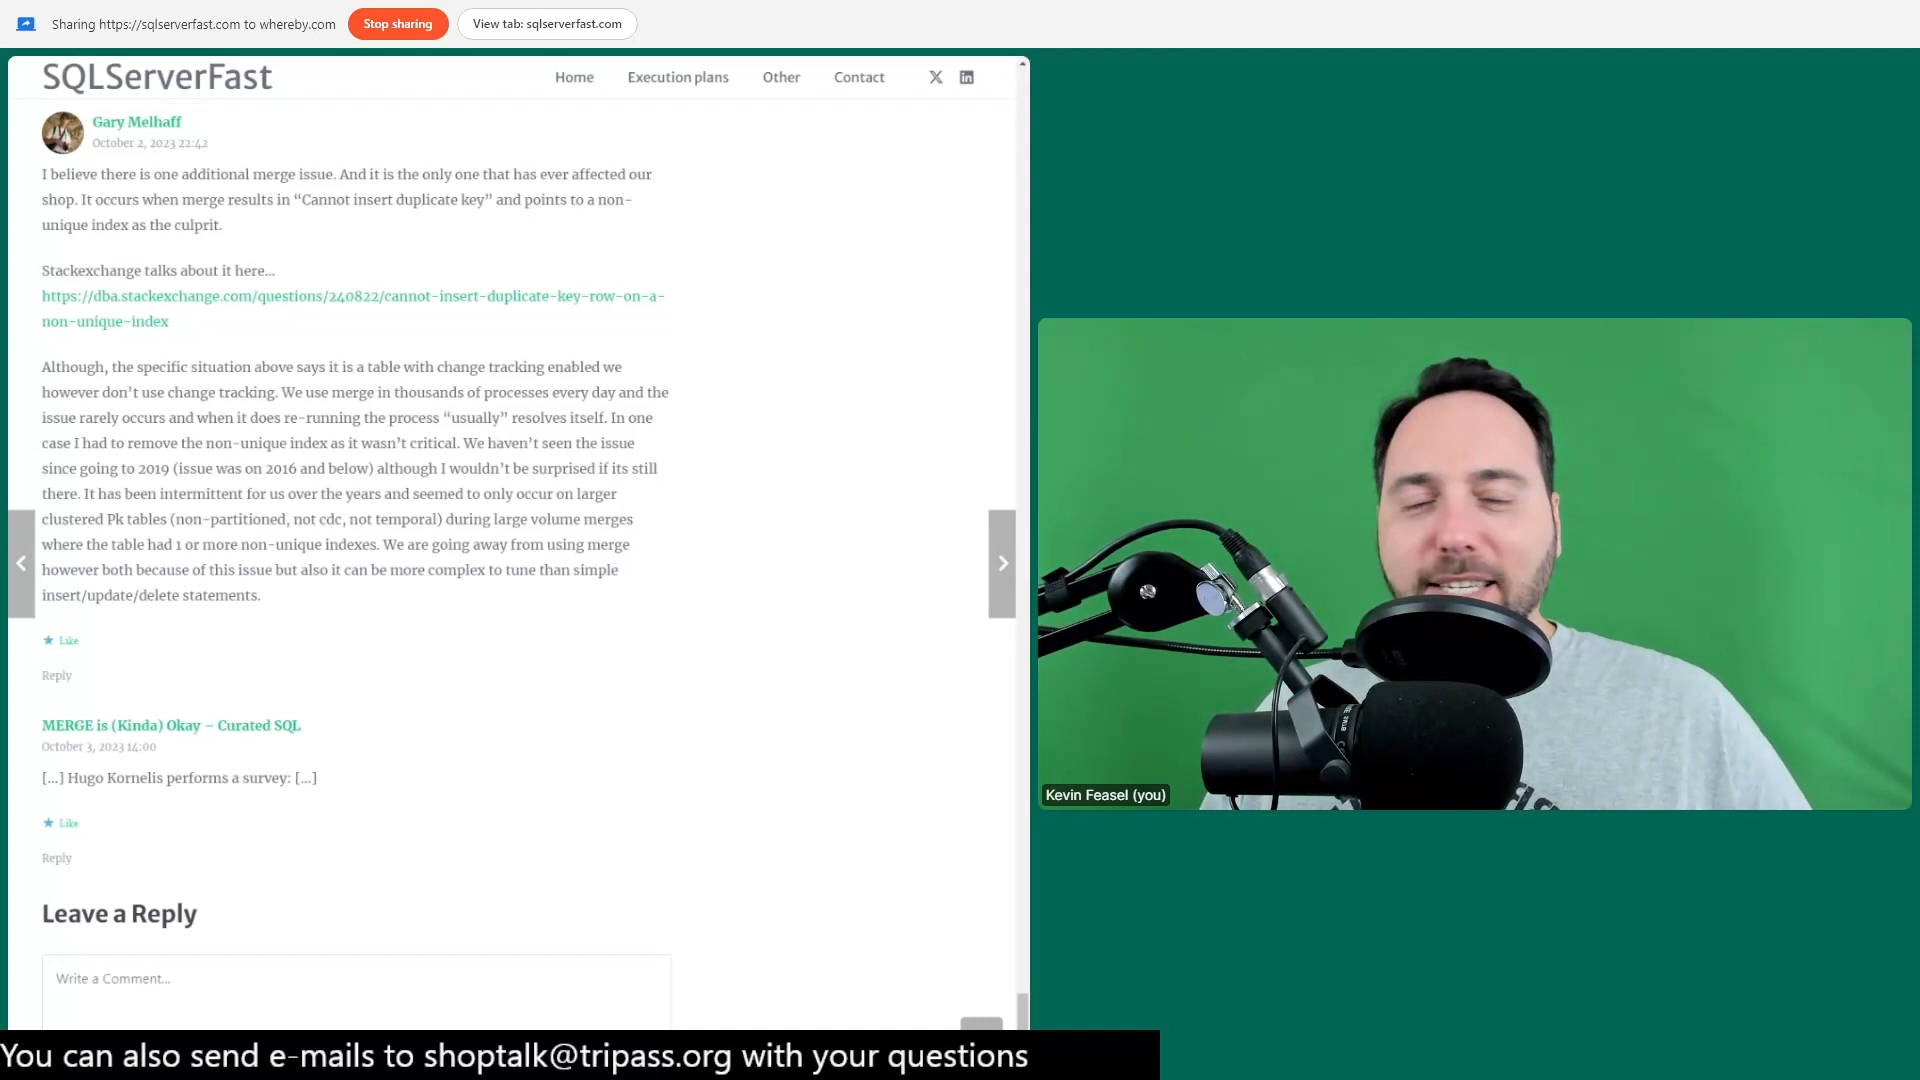 Sharing https://sqlserverfast.com to whereby.com
Stop sharing
View tab: sqlserverfast.com
SQLServerFast
Home
Execution plans
Other
Contact
Gary Melhaff
October 2, 2023 22:42
I believe there is one additional merge issue. And it is the only one that has ever affected our
shop. It occurs when merge results in “Cannot insert duplicate key” and points to a non-
unique index as the culprit.
Stackexchange talks about it here…
https://dba.stackexchange.com/questions/240822/cannot-insert-duplicate-key-row-on-a-
non-unique-index
Although, the specific situation above says it is a table with change tracking enabled we
however don’t use change tracking. We use merge in thousands of processes every day and the
issue rarely occurs and when it does re-running the process “usually” resolves itself. In one
case I had to remove the non-unique index as it wasn’t critical. We haven’t seen the issue
since going to 2019 (issue was on 2016 and below) although I wouldn’t be surprised if its still
there. It has been intermittent for us over the years and seemed to only occur on larger
clustered Pk tables (non-partitioned, not cdc, not temporal) during large volume merges
where the table had 1 or more non-unique indexes. We are going away from using merge
however both because of this issue but also it can be more complex to tune than simple
insert/update/delete statements.
Like
Reply
MERGE is (Kinda) Okay – Curated SQL
October 3, 2023 14:00
[…] Hugo Kornelis performs a survey: […]
Like
Reply
Leave a Reply
Write a Comment...
Kevin Feasel (you)
You can also send e-mails to shoptalk@tripass.org with your questions